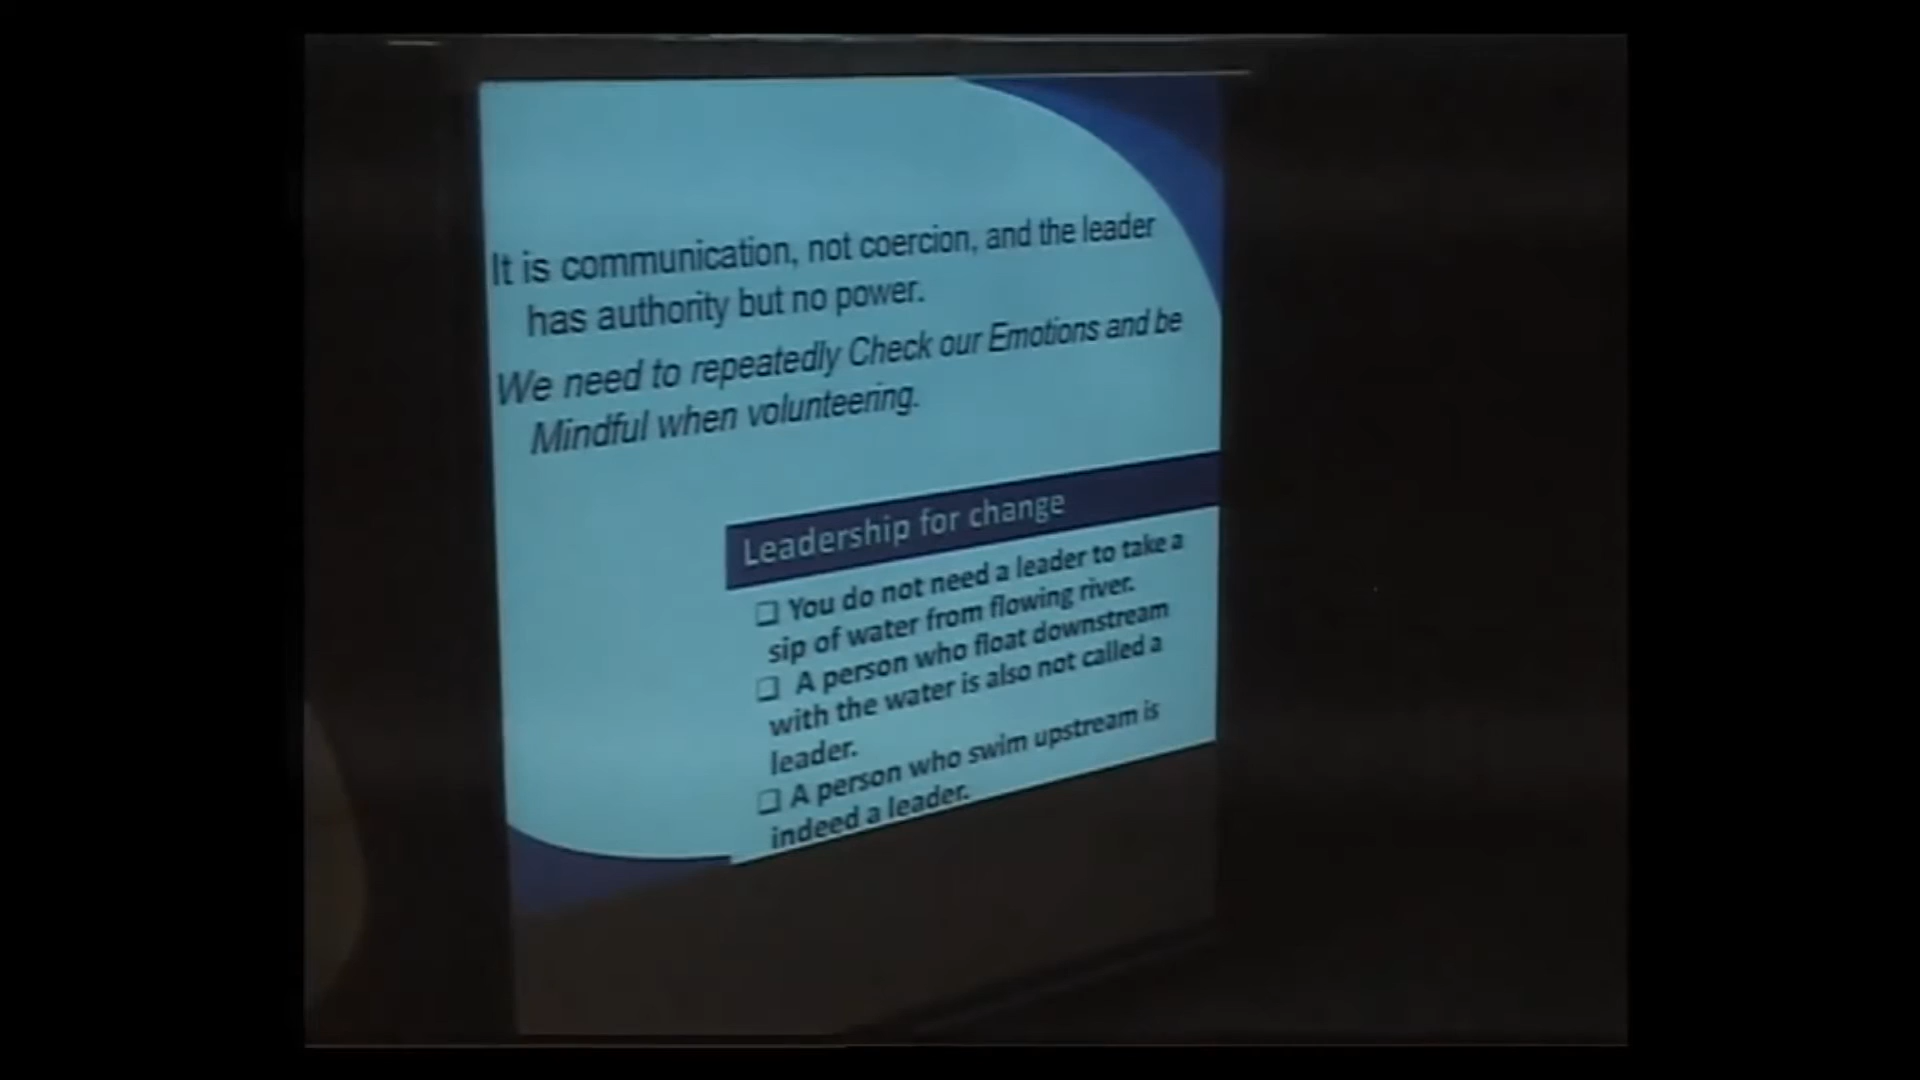 It is communication, not coercion, and the leader
has authority but no power.
We need to repeatedly Check our Emotions and be
Mindful when volunteering.
Leadership for change
❑ You do not need a leader to take a
sip of water from flowing river.
❑ A person who float downstream
with the water is also not called a
leader.
❑ A person who swim upstream is
indeed a leader.